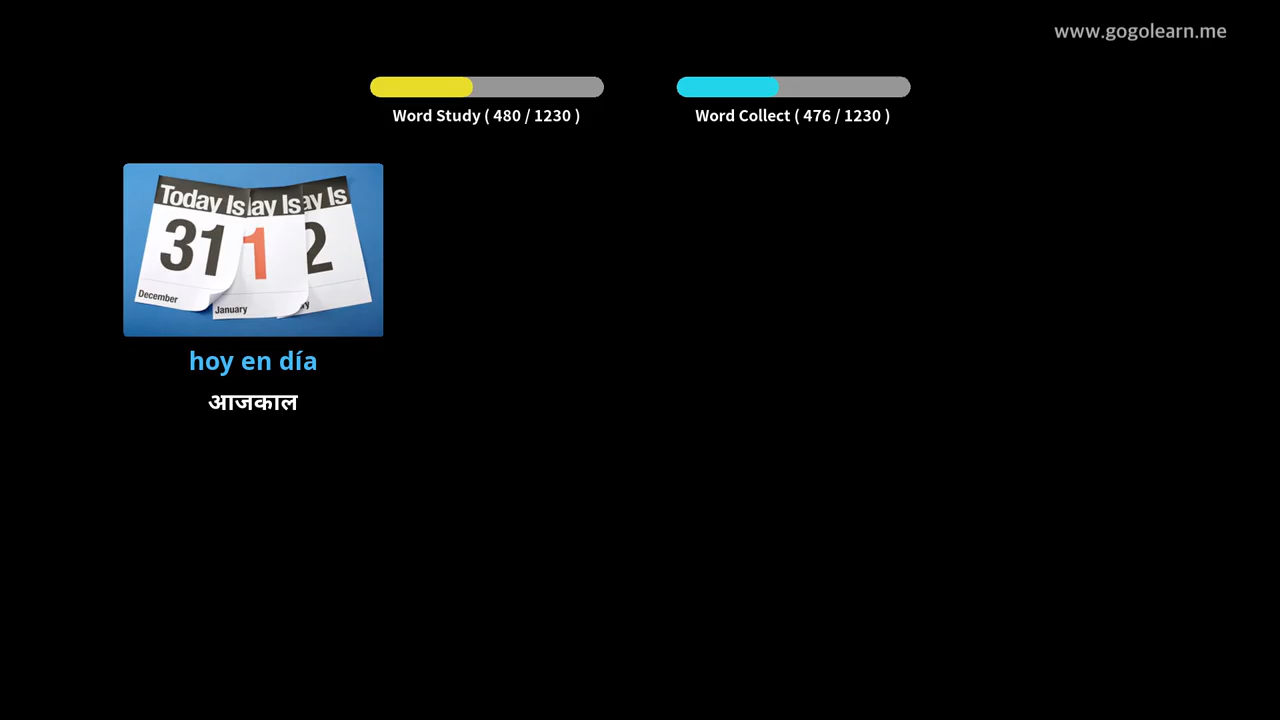 www.gogolearn.me
Word Study ( 480 / 1230 )
Word Collect ( 476 / 1230 )
Today Is
ay Is
ay Is
31
1
2
December
January
ry
hoy en día
आजकाल